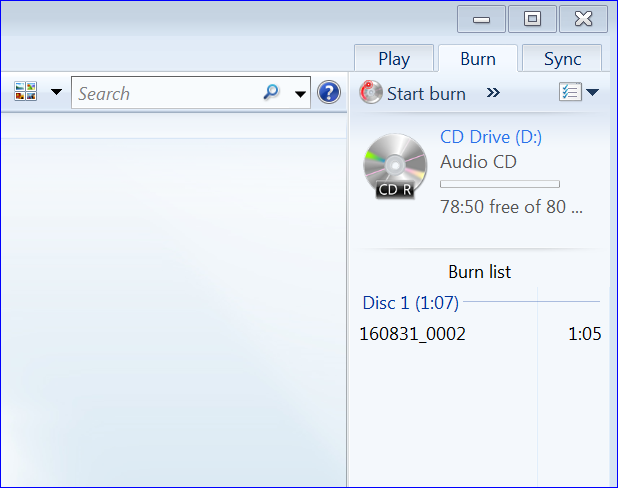 Play Burn Sync
Search
Start burn »
CD Drive (D:)
Audio CD
CD R
78:50 free of 80 ...
Burn list
Disc 1 (1:07)
160831_0002 1:05